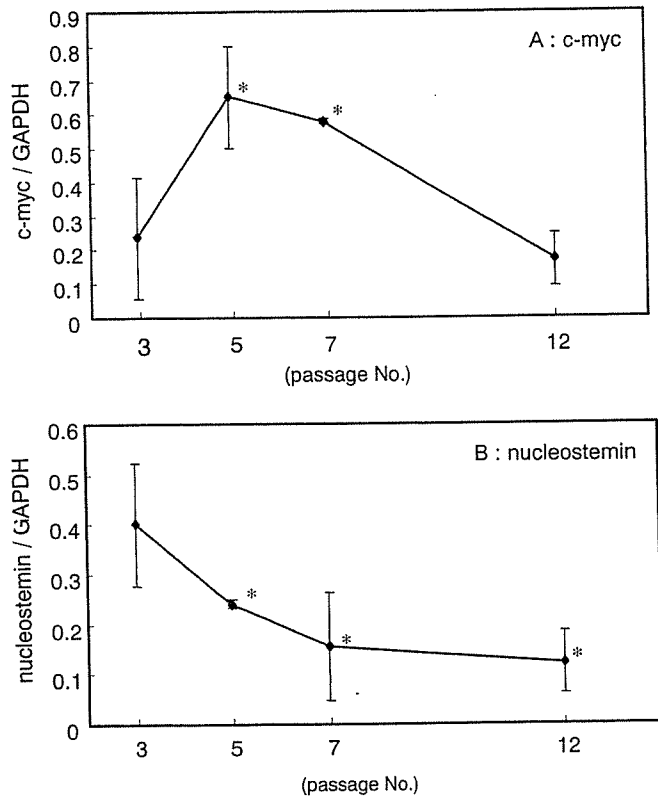 A : c-myc
c-myc / GAPDH
0.9
0.8
0.7
0.6
0.5
0.4
0.3
0.2
0.1
0
*
*
3 5 7 12
(passage No.)
B : nucleostemin
nucleostemin / GAPDH
0.6
0.5
0.4
0.3
0.2
0.1
0
*
*
*
3 5 7 12
(passage No.)